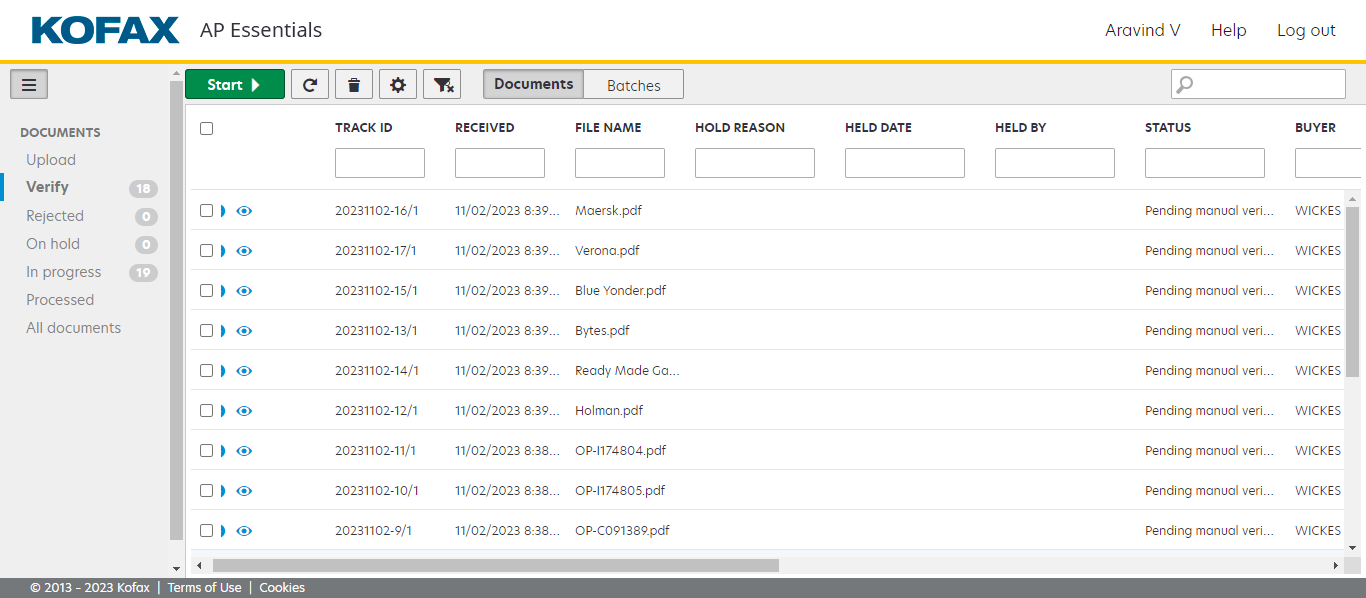 KOFAX AP Essentials Aravind V Help Log out
Start Documents Batches
DOCUMENTS
Upload
Verify 18
Rejected 0
On hold 0
In progress 19
Processed
All documents
TRACK ID RECEIVED FILE NAME HOLD REASON HELD DATE HELD BY STATUS BUYER
20231102-16/1 11/02/2023 8:39... Maersk.pdf Pending manual veri... WICKES
20231102-17/1 11/02/2023 8:39... Verona.pdf Pending manual veri... WICKES
20231102-15/1 11/02/2023 8:39... Blue Yonder.pdf Pending manual veri... WICKES
20231102-13/1 11/02/2023 8:39... Bytes.pdf Pending manual veri... WICKES
20231102-14/1 11/02/2023 8:39... Ready Made Ga... Pending manual veri... WICKES
20231102-12/1 11/02/2023 8:39... Holman.pdf Pending manual veri... WICKES
20231102-11/1 11/02/2023 8:38... OP-I174804.pdf Pending manual veri... WICKES
20231102-10/1 11/02/2023 8:38... OP-I174805.pdf Pending manual veri... WICKES
20231102-9/1 11/02/2023 8:38... OP-C091389.pdf Pending manual veri... WICKES
© 2013 - 2023 Kofax | Terms of Use | Cookies